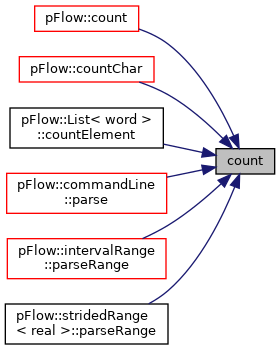 pFlow::count
pFlow::countChar
pFlow::List< word >
::countElement
count
pFlow::commandLine
::parse
pFlow::intervalRange
::parseRange
pFlow::stridedRange
< real >::parseRange